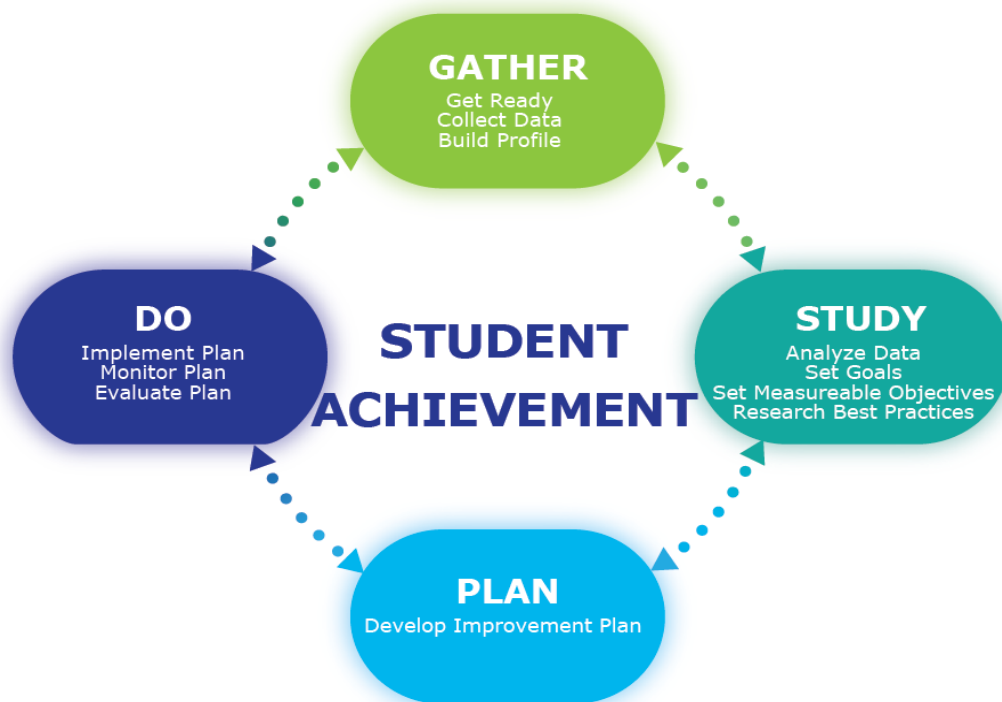 GATHER
Get Ready
Collect Data
Build Profile
DO
Implement Plan
Monitor Plan
Evaluate Plan
STUDENT
ACHIEVEMENT
STUDY
Analyze Data
Set Goals
Set Measureable Objectives
Research Best Practices
PLAN
Develop Improvement Plan